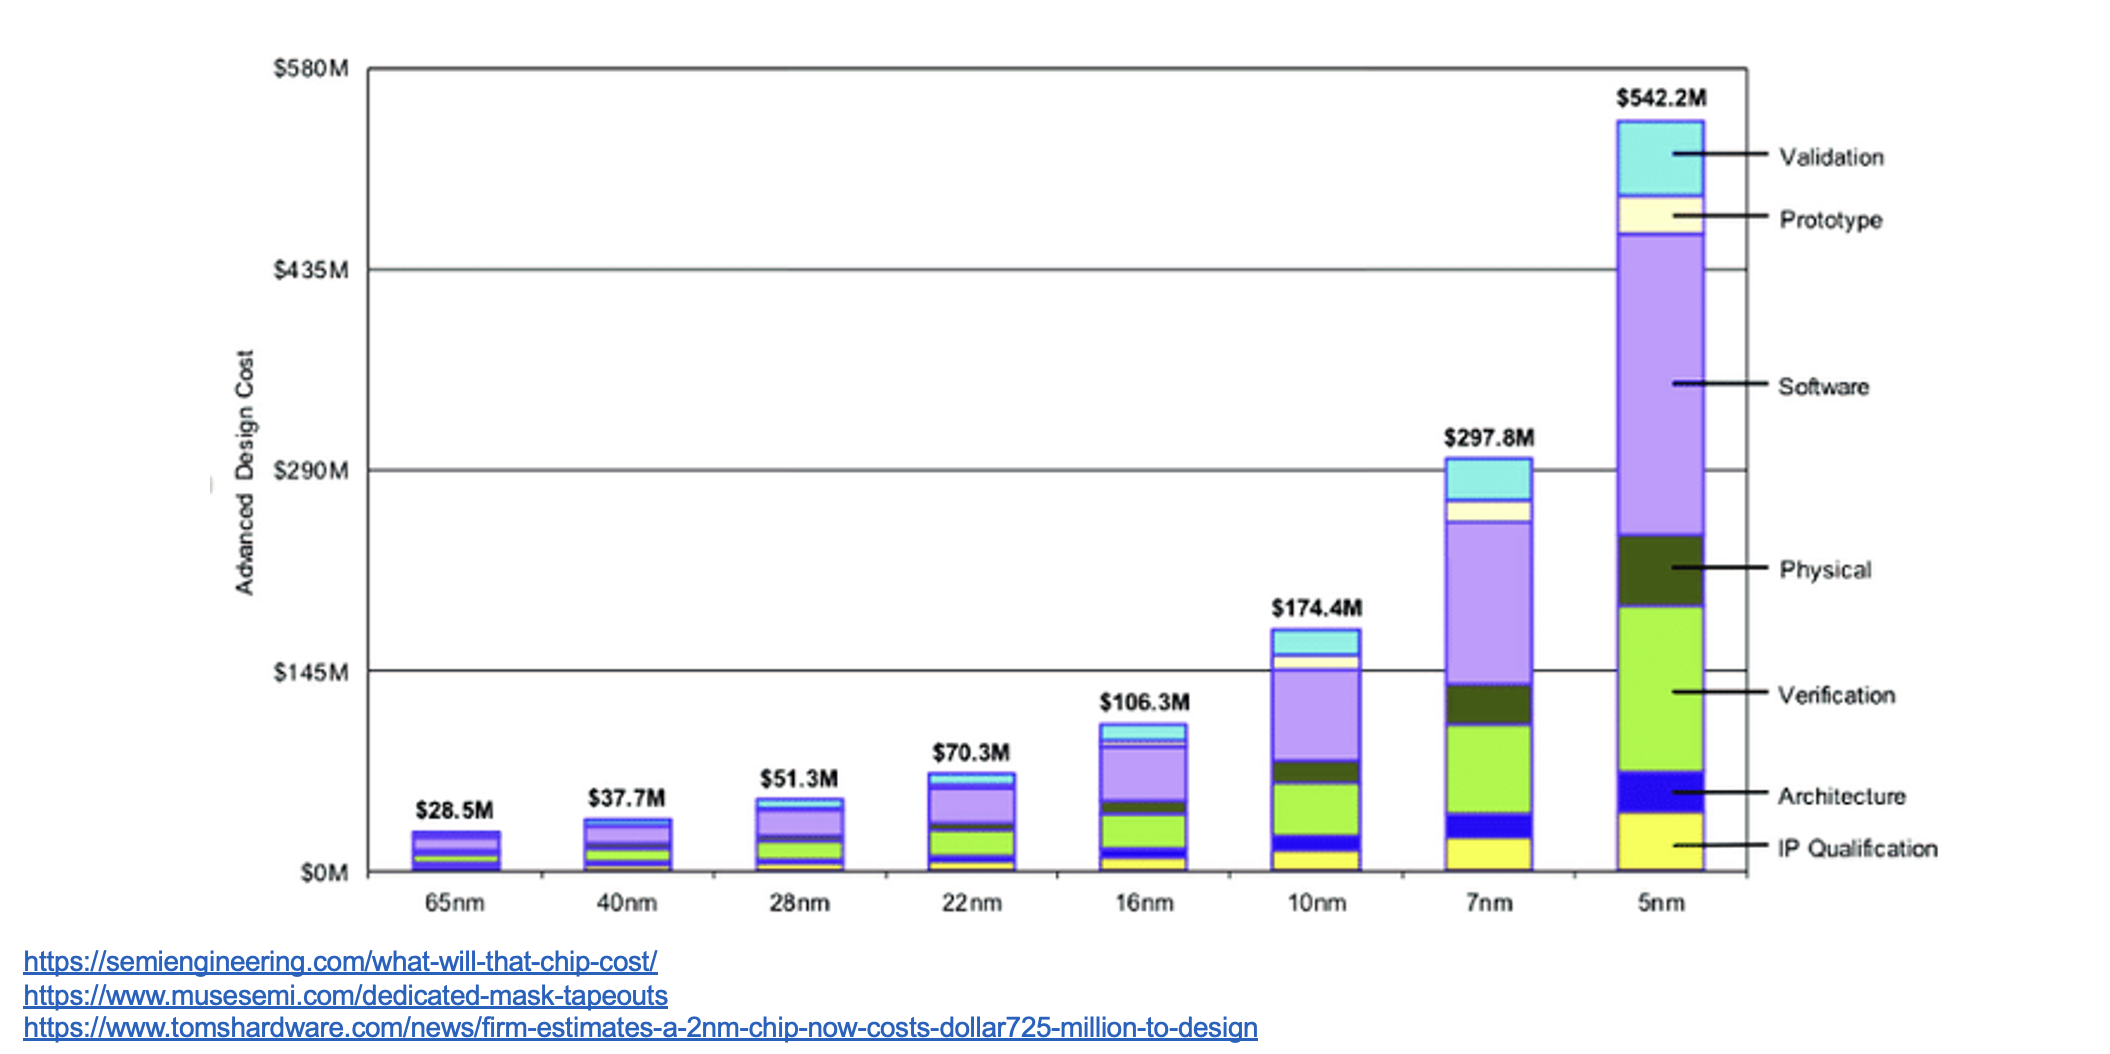 $580M
$435M
$290M
$145M
$0M
Advanced Design Cost
$28.5M
$37.7M
$51.3M
$70.3M
$106.3M
$174.4M
$297.8M
$542.2M
Validation
Prototype
Software
Physical
Verification
Architecture
IP Qualification
65nm
40nm
28nm
22nm
16nm
10nm
7nm
5nm
https://semiengineering.com/what-will-that-chip-cost/
https://www.musesemi.com/dedicated-mask-tapeouts
https://www.tomshardware.com/news/firm-estimates-a-2nm-chip-now-costs-dollar725-million-to-design